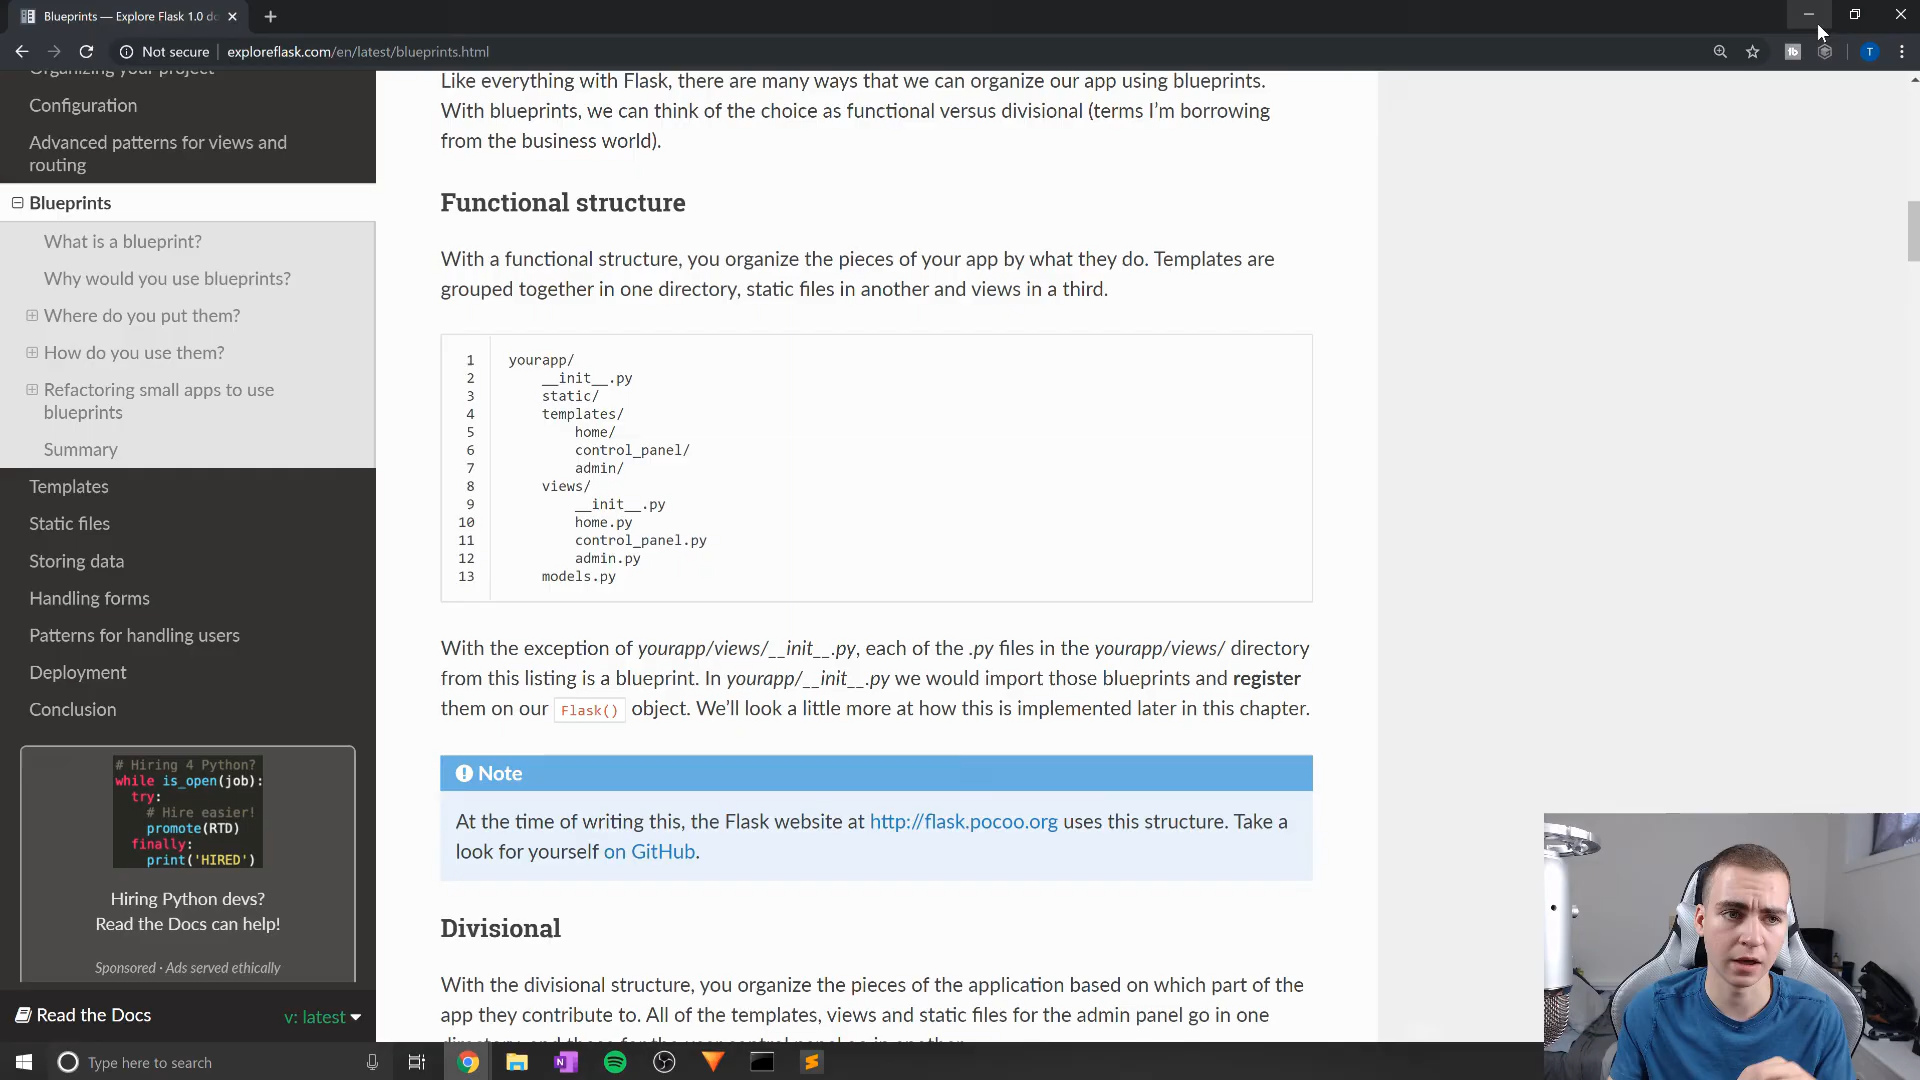 Blueprints — Explore Flask 1.0 do
Not secure
exploreflask.com/en/latest/blueprints.html
T
Organizing your project
Configuration
Advanced patterns for views and
routing
Blueprints
What is a blueprint?
Why would you use blueprints?
Where do you put them?
How do you use them?
Refactoring small apps to use
blueprints
Summary
Templates
Static files
Storing data
Handling forms
Patterns for handling users
Deployment
Conclusion
# Hiring 4 Python?
while is_open(job):
try:
# Hire easier!
promote(RTD)
finally:
print('HIRED')
Hiring Python devs?
Read the Docs can help!
Sponsored · Ads served ethically
Read the Docs
v: latest
Like everything with Flask, there are many ways that we can organize our app using blueprints.
With blueprints, we can think of the choice as functional versus divisional (terms I’m borrowing
from the business world).
Functional structure
With a functional structure, you organize the pieces of your app by what they do. Templates are
grouped together in one directory, static files in another and views in a third.
1 yourapp/
2 __init__.py
3 static/
4 templates/
5 home/
6 control_panel/
7 admin/
8 views/
9 __init__.py
10 home.py
11 control_panel.py
12 admin.py
13 models.py
With the exception of yourapp/views/__init__.py, each of the .py files in the yourapp/views/ directory
from this listing is a blueprint. In yourapp/__init__.py we would import those blueprints and register
them on our Flask() object. We’ll look a little more at how this is implemented later in this chapter.
Note
At the time of writing this, the Flask website at http://flask.pocoo.org uses this structure. Take a
look for yourself on GitHub.
Divisional
With the divisional structure, you organize the pieces of the application based on which part of the
app they contribute to. All of the templates, views and static files for the admin panel go in one
Type here to search